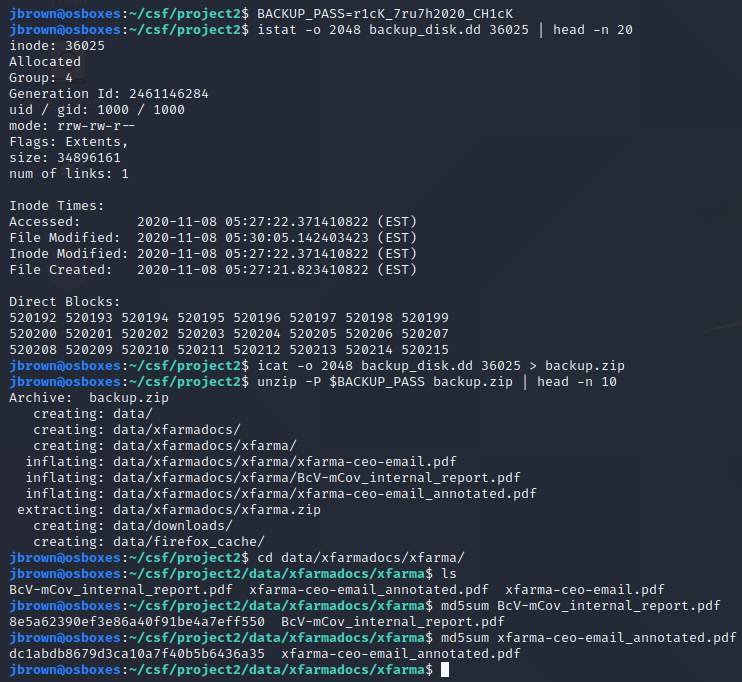 jbrown@osboxes:~/csf/project2$ BACKUP_PASS=r1cK_7ru7h2020_CH1cK
jbrown@osboxes:~/csf/project2$ istat -o 2048 backup_disk.dd 36025 | head -n 20
inode: 36025
Allocated
Group: 4
Generation Id: 2461146284
uid / gid: 1000 / 1000
mode: rrw-rw-r--
Flags: Extents,
size: 34896161
num of links: 1

Inode Times:
Accessed:       2020-11-08 05:27:22.371410822 (EST)
File Modified:  2020-11-08 05:30:05.142403423 (EST)
Inode Modified: 2020-11-08 05:27:22.371410822 (EST)
File Created:   2020-11-08 05:27:21.823410822 (EST)

Direct Blocks:
520192 520193 520194 520195 520196 520197 520198 520199
520200 520201 520202 520203 520204 520205 520206 520207
520208 520209 520210 520211 520212 520213 520214 520215
jbrown@osboxes:~/csf/project2$ icat -o 2048 backup_disk.dd 36025 > backup.zip
jbrown@osboxes:~/csf/project2$ unzip -P $BACKUP_PASS backup.zip | head -n 10
Archive:  backup.zip
   creating: data/
   creating: data/xfarmadocs/
   creating: data/xfarmadocs/xfarma/
  inflating: data/xfarmadocs/xfarma/xfarma-ceo-email.pdf
  inflating: data/xfarmadocs/xfarma/BcV-mCov_internal_report.pdf
  inflating: data/xfarmadocs/xfarma/xfarma-ceo-email_annotated.pdf
 extracting: data/xfarmadocs/xfarma.zip
   creating: data/downloads/
   creating: data/firefox_cache/
jbrown@osboxes:~/csf/project2$ cd data/xfarmadocs/xfarma/
jbrown@osboxes:~/csf/project2/data/xfarmadocs/xfarma$ ls
BcV-mCov_internal_report.pdf  xfarma-ceo-email_annotated.pdf  xfarma-ceo-email.pdf
jbrown@osboxes:~/csf/project2/data/xfarmadocs/xfarma$ md5sum BcV-mCov_internal_report.pdf
8e5a62390ef3e86a40f91be4a7eff550  BcV-mCov_internal_report.pdf
jbrown@osboxes:~/csf/project2/data/xfarmadocs/xfarma$ md5sum xfarma-ceo-email_annotated.pdf
dc1abdb8679d3ca10a7f40b5b6436a35  xfarma-ceo-email_annotated.pdf
jbrown@osboxes:~/csf/project2/data/xfarmadocs/xfarma$